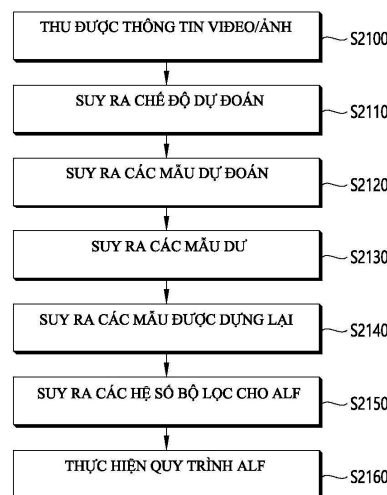 THU ĐƯỢC THÔNG TIN VIĐEO/ẢNH
S2100
SUY RA CHẾ ĐỘ DỰ ĐOÁN
S2110
SUY RA CÁC MẪU DỰ ĐOÁN
S2120
SUY RA CÁC MẪU DƯ
S2130
SUY RA CÁC MẪU ĐƯỢC DỰNG LẠI
S2140
SUY RA CÁC HỆ SỐ BỘ LỌC CHO ALF
S2150
THỰC HIỆN QUY TRÌNH ALF
S2160